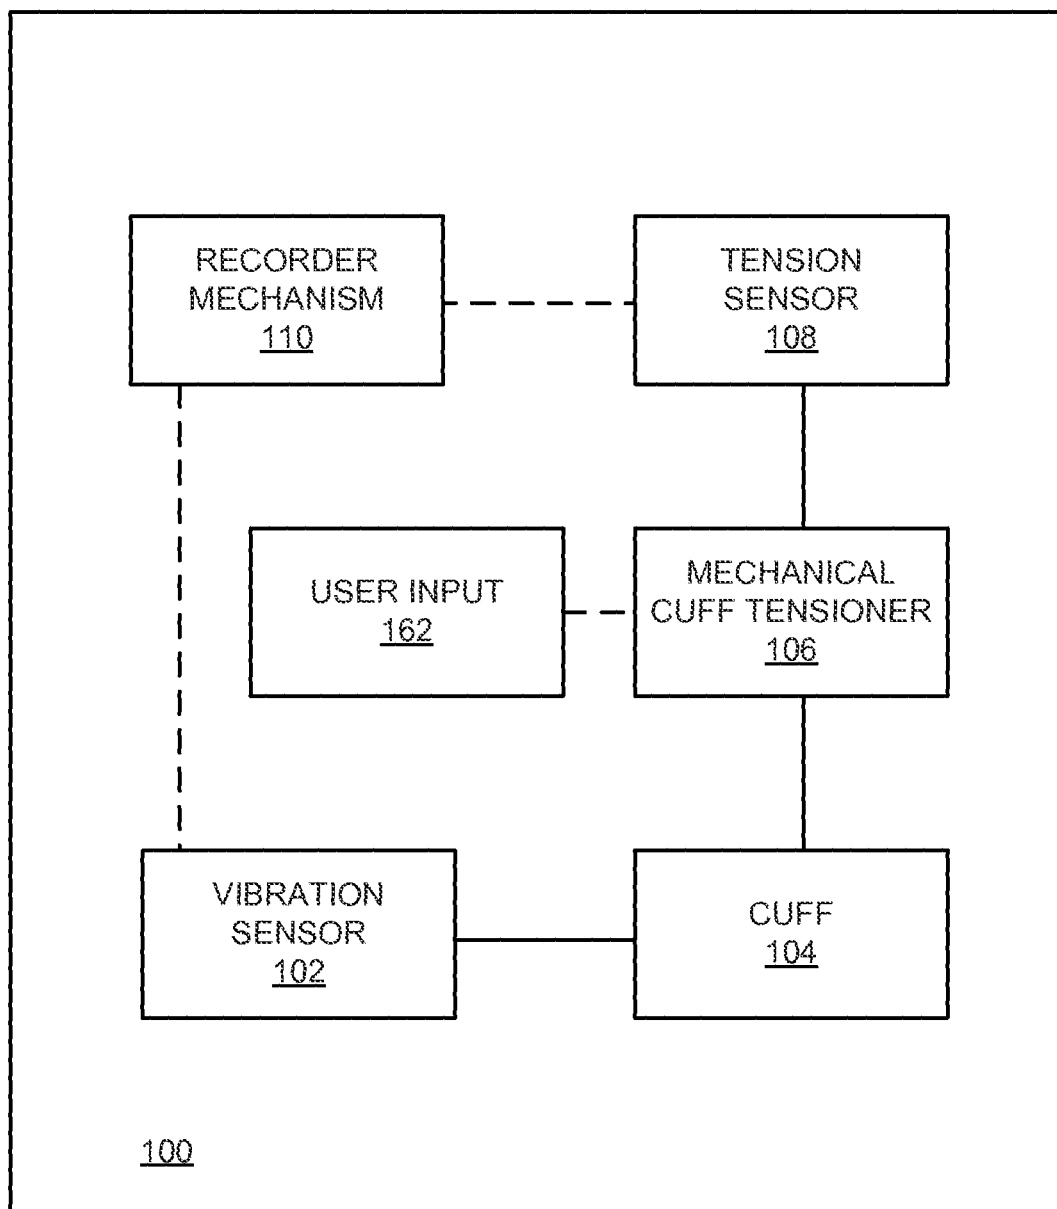 RECORDER
MECHANISM
110
TENSION
SENSOR
108
USER INPUT
162
MECHANICAL
CUFF TENSIONER
106
VIBRATION
SENSOR
102
CUFF
104
100